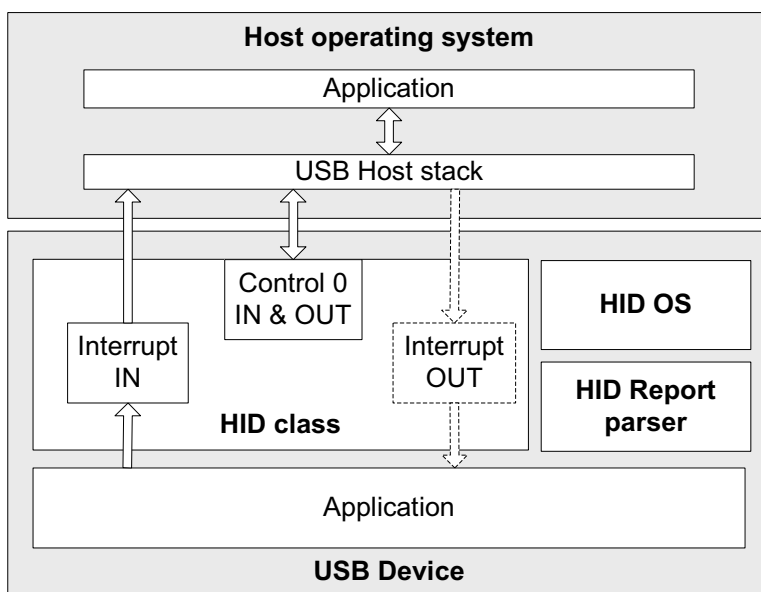 Host operating system
Application
USB Host stack
Control 0
IN & OUT
Interrupt
IN
Interrupt
OUT
HID class
HID OS
HID Report
parser
Application
USB Device